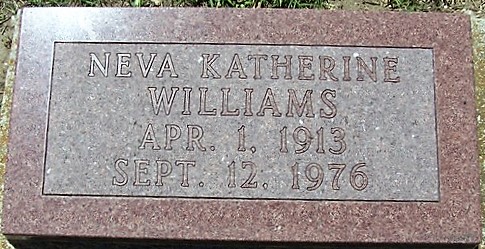 NEVA KATHERINE
WILLIAMS
APR. 1, 1913
SEPT. 12, 1976